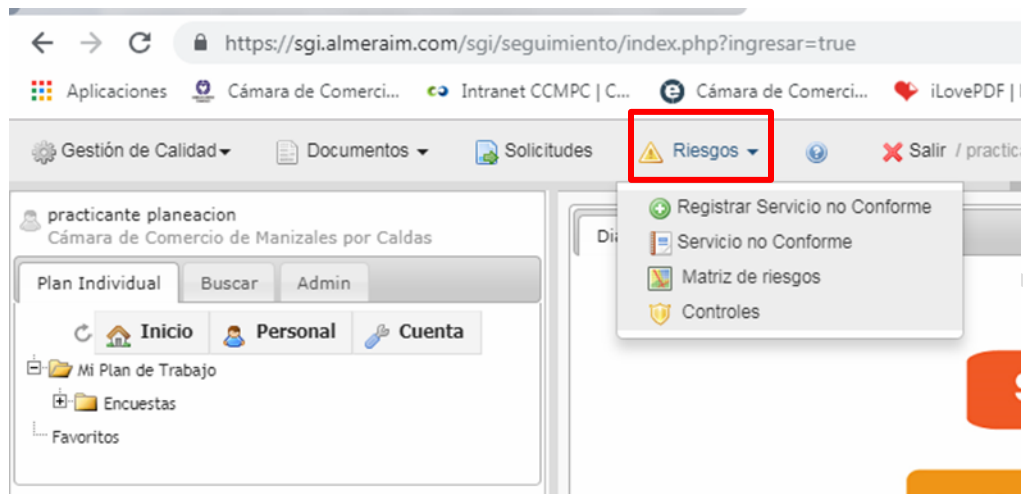 https://sgi.almeraim.com/sgi/seguimiento/index.php?ingresar=true
Aplicaciones Cámara de Comerci... Intranet CCMPC | C... Cámara de Comerci... iLovePDF |
Gestión de Calidad Documentos Solicitudes Riesgos Salir / practic
practicante planeacion
Cámara de Comercio de Manizales por Caldas
Plan Individual Buscar Admin
Inicio Personal Cuenta
Mi Plan de Trabajo
Encuestas
Favoritos
Registrar Servicio no Conforme
Servicio no Conforme
Matriz de riesgos
Controles